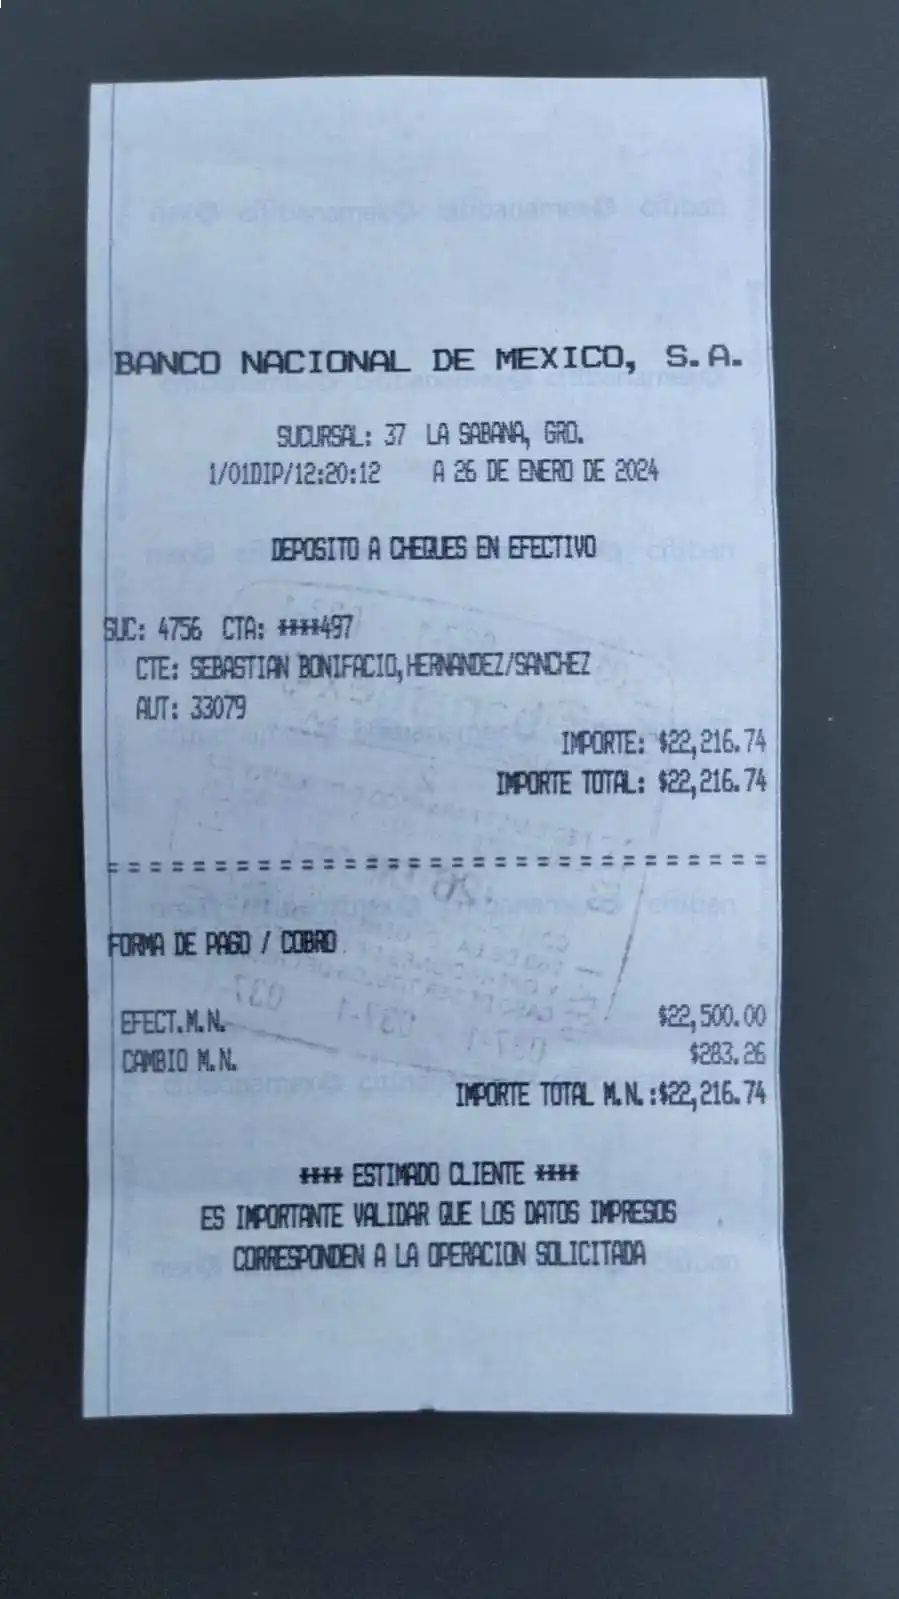 BANCO NACIONAL DE MEXICO, S.A.
SUCURSAL: 37 LA SABANA, GRO.
1/01DIP/12:20:12 A 26 DE ENERO DE 2024
DEPOSITO A CHEQUES EN EFECTIVO
SUC: 4756 CTA: ****497
CTE: SEBASTIAN BONIFACIO,HERNANDEZ/SANCHEZ
AUT: 33079
IMPORTE: $22,216.74
IMPORTE TOTAL: $22,216.74
================================
FORMA DE PAGO / COBRO
EFECT.M.N. $22,500.00
CAMBIO M.N. $283.26
IMPORTE TOTAL M.N.:$22,216.74
**** ESTIMADO CLIENTE ****
ES IMPORTANTE VALIDAR QUE LOS DATOS IMPRESOS
CORRESPONDEN A LA OPERACION SOLICITADA